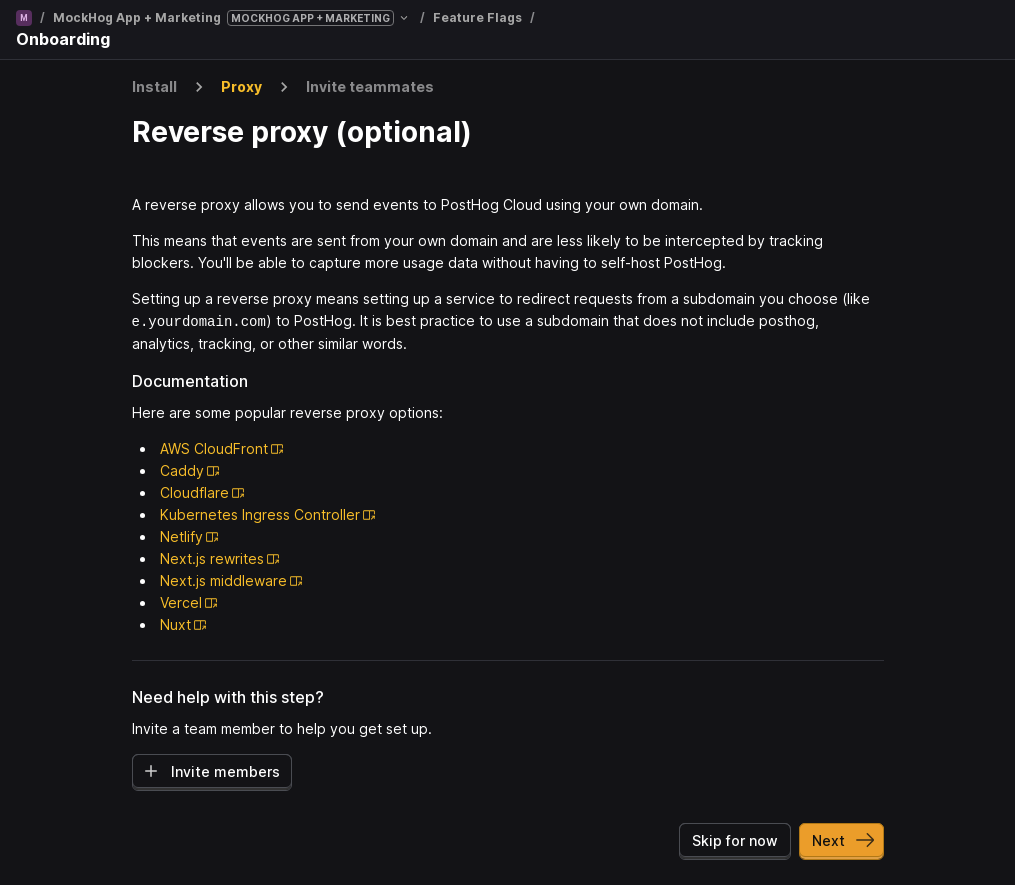 M / MockHog App + Marketing MOCKHOG APP + MARKETING / Feature Flags /
Onboarding
Install > Proxy > Invite teammates
Reverse proxy (optional)
A reverse proxy allows you to send events to PostHog Cloud using your own domain.
This means that events are sent from your own domain and are less likely to be intercepted by tracking
blockers. You'll be able to capture more usage data without having to self-host PostHog.
Setting up a reverse proxy means setting up a service to redirect requests from a subdomain you choose (like
e.yourdomain.com) to PostHog. It is best practice to use a subdomain that does not include posthog,
analytics, tracking, or other similar words.
Documentation
Here are some popular reverse proxy options:
AWS CloudFront
Caddy
Cloudflare
Kubernetes Ingress Controller
Netlify
Next.js rewrites
Next.js middleware
Vercel
Nuxt
Need help with this step?
Invite a team member to help you get set up.
Invite members
Skip for now Next